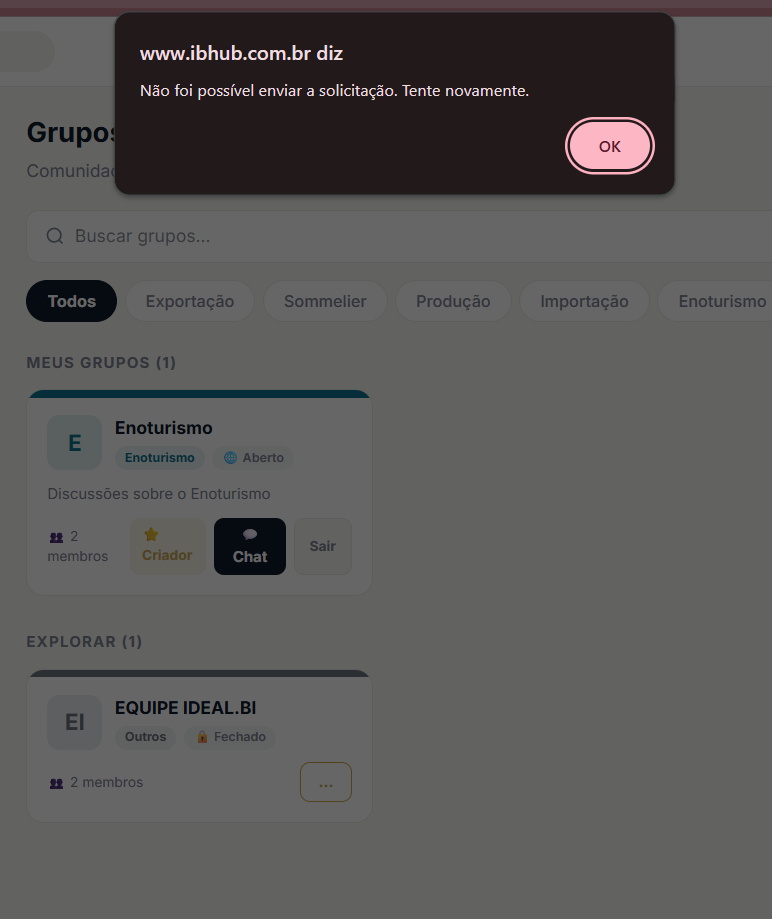 www.ibhub.com.br diz
Não foi possível enviar a solicitação. Tente novamente.
OK
Grupos
Comunidad
Buscar grupos...
Todos Exportação Sommelier Produção Importação Enoturismo
MEUS GRUPOS (1)
E
Enoturismo
Enoturismo Aberto
Discussões sobre o Enoturismo
2
membros
Criador
Chat
Sair
EXPLORAR (1)
EI
EQUIPE IDEAL.BI
Outros Fechado
2 membros
...